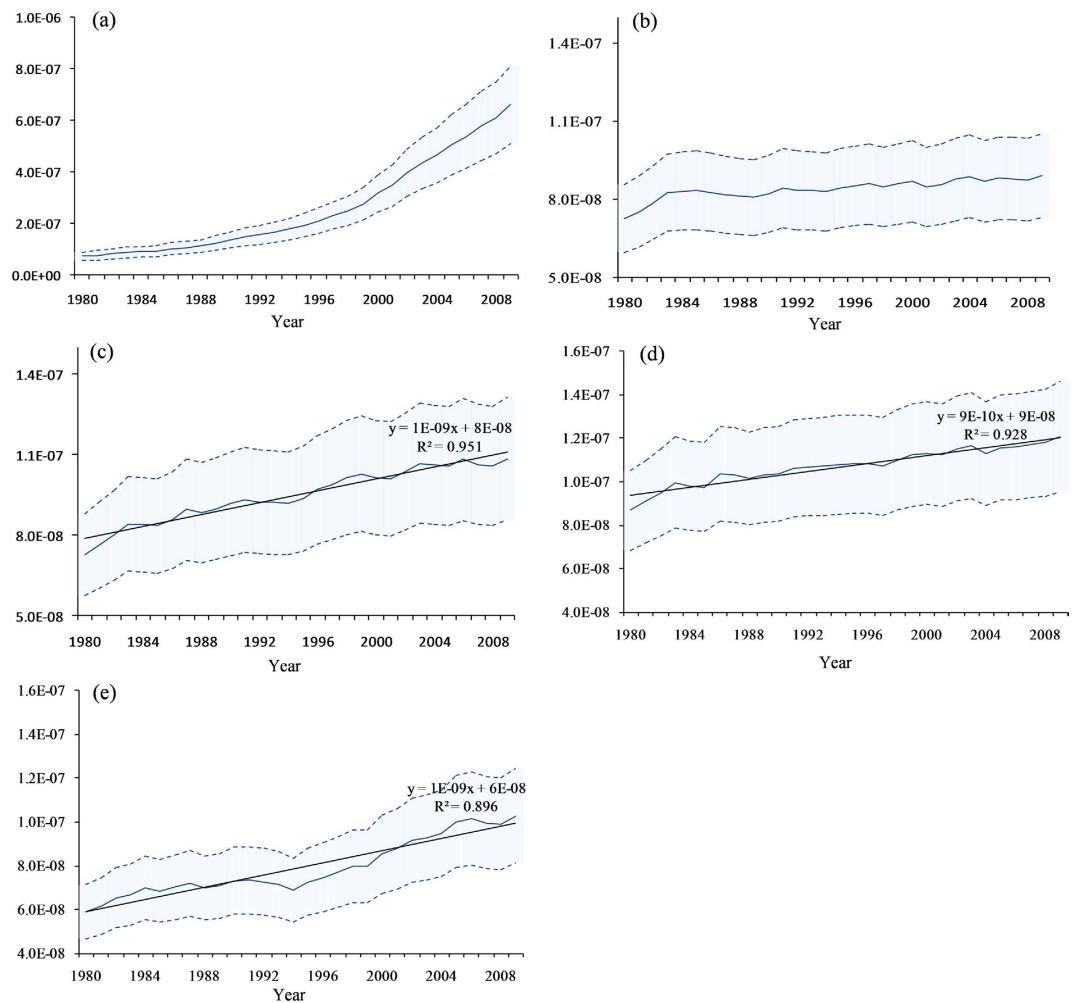 (a)
1.0E-06
8.0E-07
6.0E-07
4.0E-07
2.0E-07
0.0E+00
1980 1984 1988 1992 1996 2000 2004 2008
Year
(b)
1.4E-07
1.1E-07
8.0E-08
5.0E-08
1980 1984 1988 1992 1996 2000 2004 2008
Year
(c)
1.4E-07
1.1E-07
8.0E-08
5.0E-08
y = 1E-09x + 8E-08
R² = 0.951
1980 1984 1988 1992 1996 2000 2004 2008
Year
(d)
1.6E-07
1.4E-07
1.2E-07
1.0E-07
8.0E-08
6.0E-08
4.0E-08
y = 9E-10x + 9E-08
R² = 0.928
1980 1984 1988 1992 1996 2000 2004 2008
Year
(e)
1.6E-07
1.4E-07
1.2E-07
1.0E-07
8.0E-08
6.0E-08
4.0E-08
y = 1E-09x + 6E-08
R² = 0.896
1980 1984 1988 1992 1996 2000 2004 2008
Year